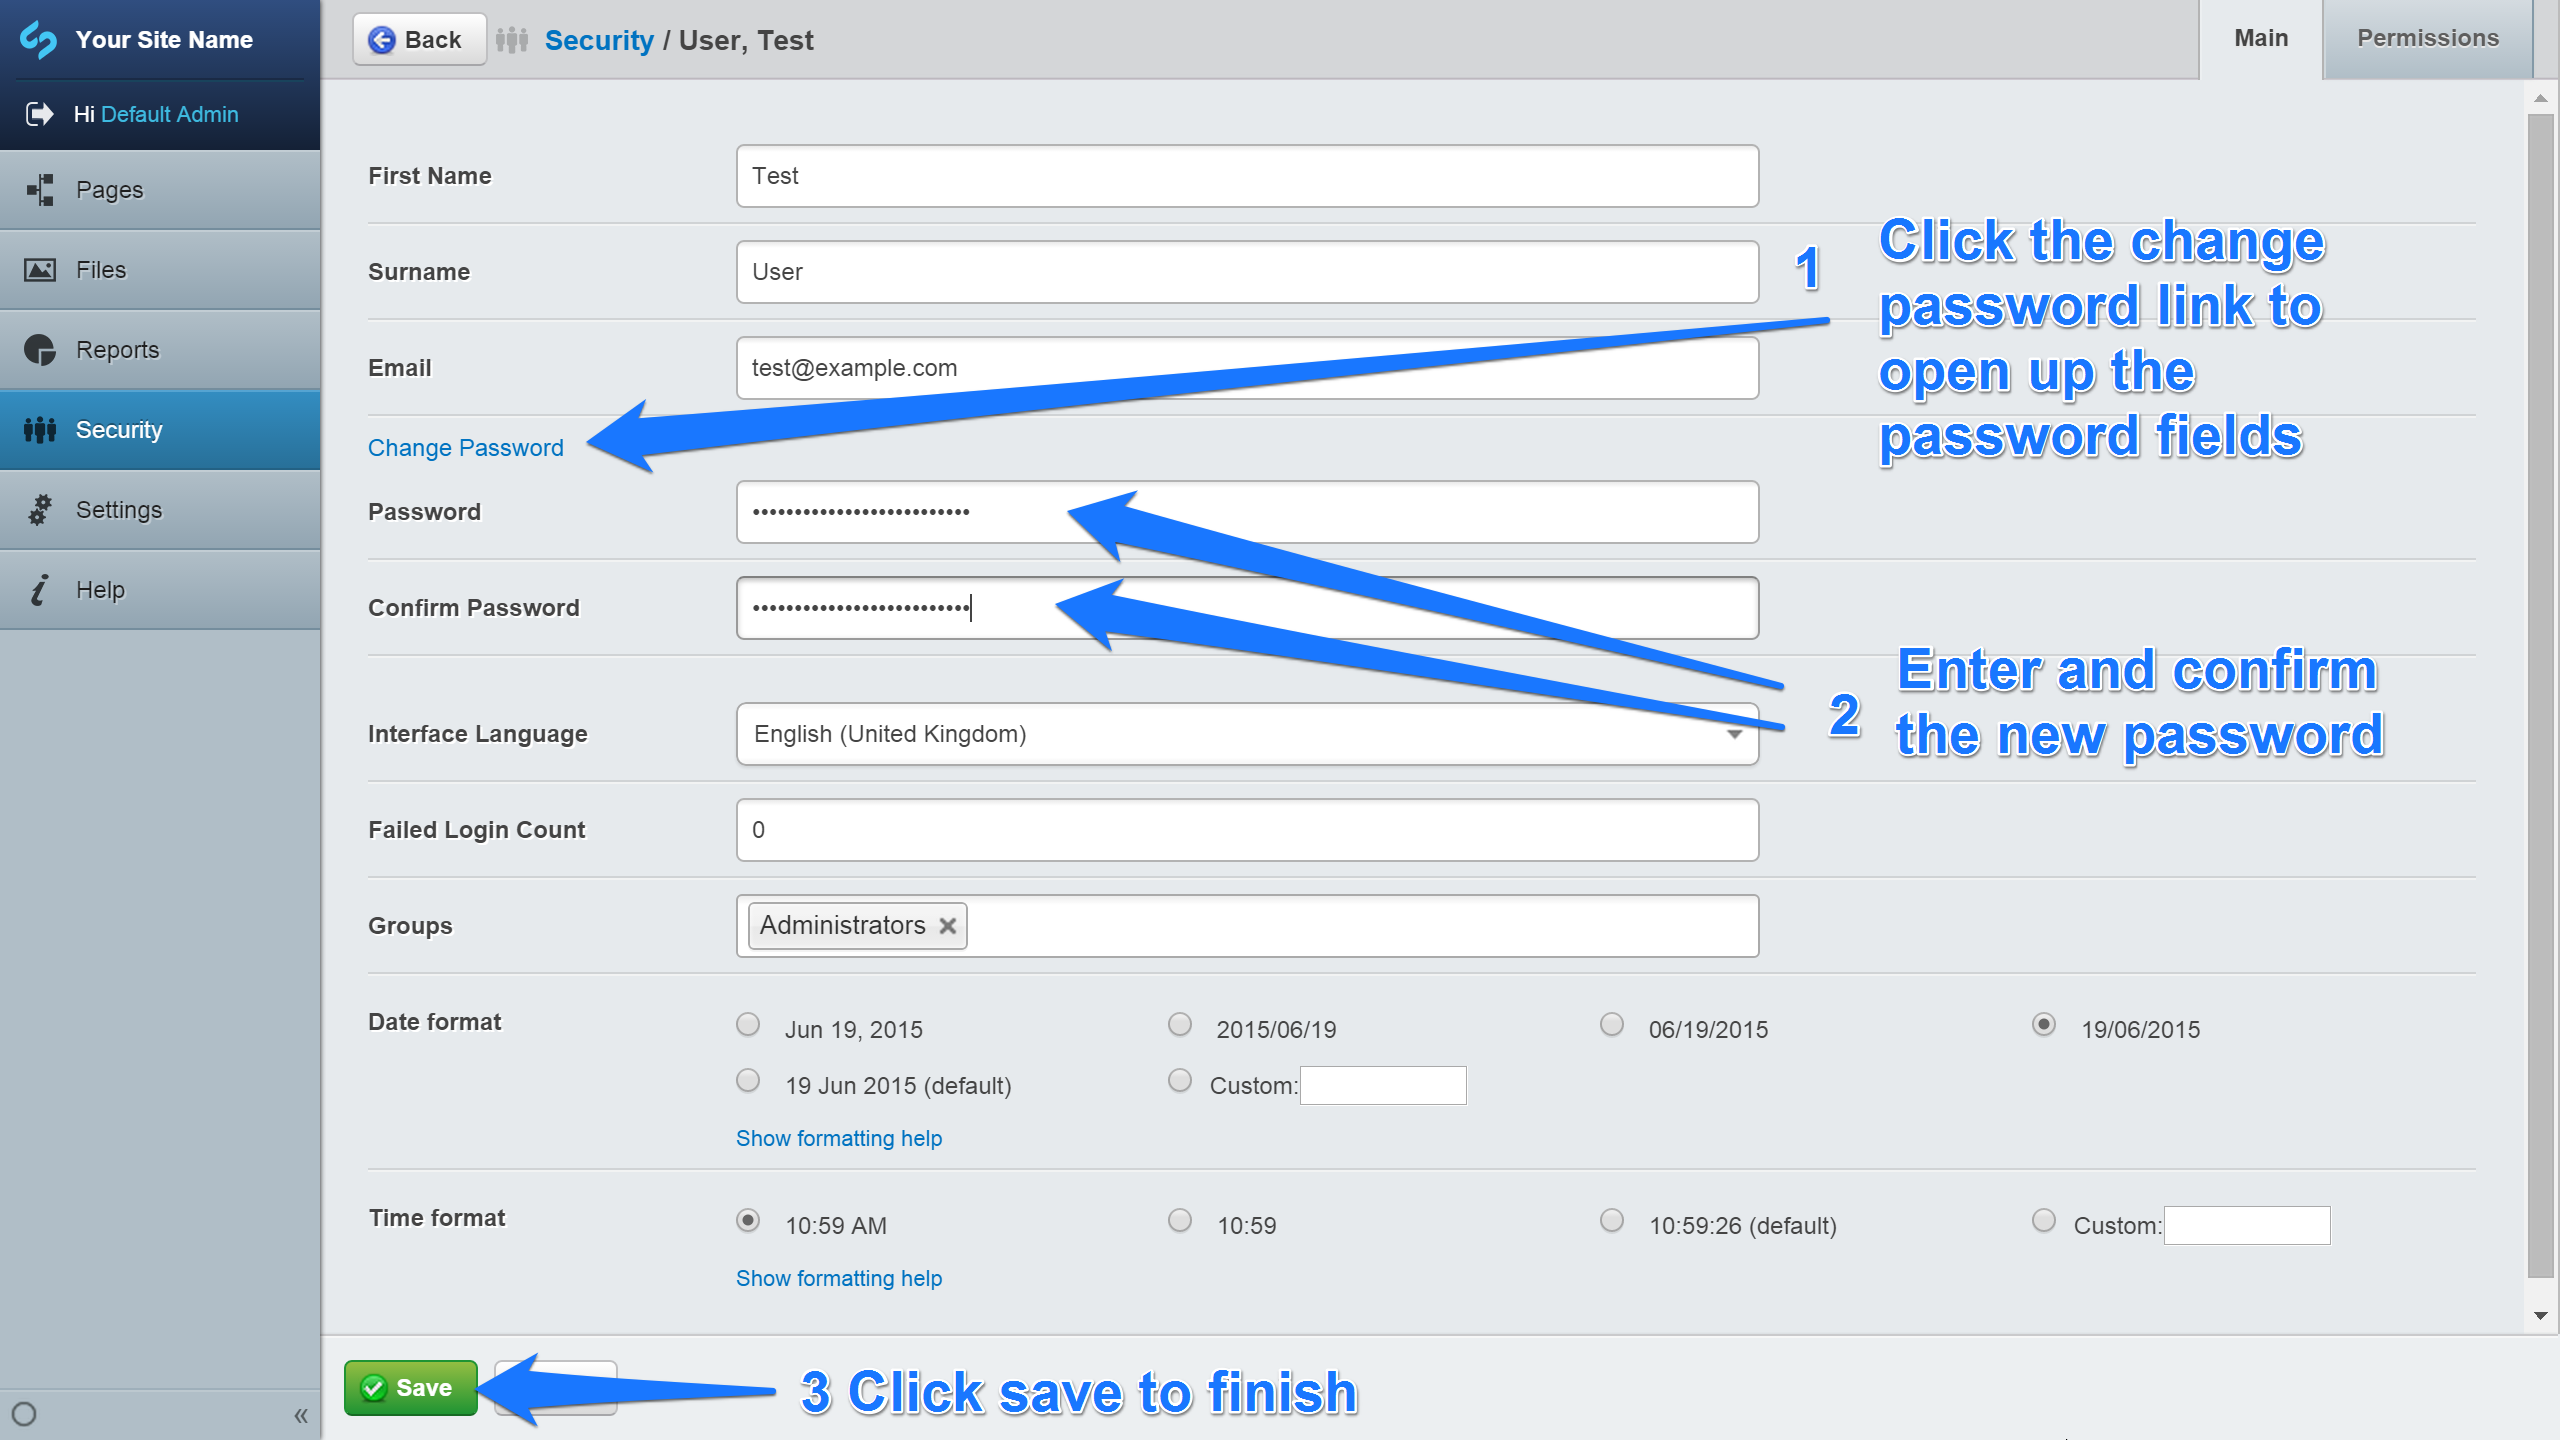 Your Site Name
Hi Default Admin
Pages
Files
Reports
Security
Settings
Help
«
Back
Security / User, Test
Main
Permissions
First Name
Test
Surname
User
Email
test@example.com
Change Password
Password
••••••••••••••••••••••••••
Confirm Password
••••••••••••••••••••••••••
Interface Language
English (United Kingdom)
Failed Login Count
0
Groups
Administrators
Date format
Jun 19, 2015
2015/06/19
06/19/2015
19/06/2015
19 Jun 2015 (default)
Custom:
Show formatting help
Time format
10:59 AM
10:59
10:59:26 (default)
Custom:
Show formatting help
Save
1
Click the change
password link to
open up the
password fields
2
Enter and confirm
the new password
3 Click save to finish